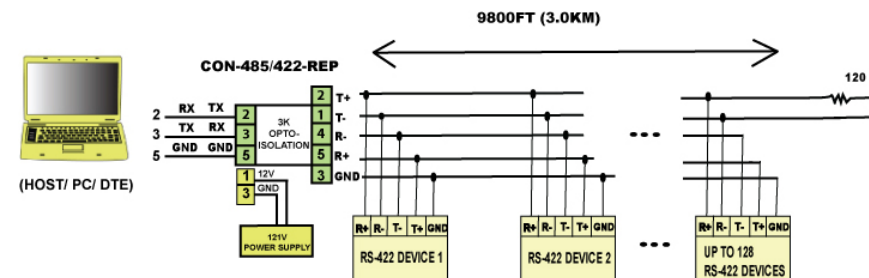 9800FT (3.0KM)
CON-485/422-REP
120
2 RX TX 2
3 TX RX 3
5 GND GND 5
3K
OPTO-
ISOLATION
2 T+
1 T-
4 R-
5 R+
3 GND
(HOST/ PC/ DTE)
1 12V
3 GND
121V
POWER SUPPLY
R+ R- T- T+ GND
RS-422 DEVICE 1
R+ R- T- T+ GND
RS-422 DEVICE 2
R+ R- T- T+ GND
UP TO 128
RS-422 DEVICES